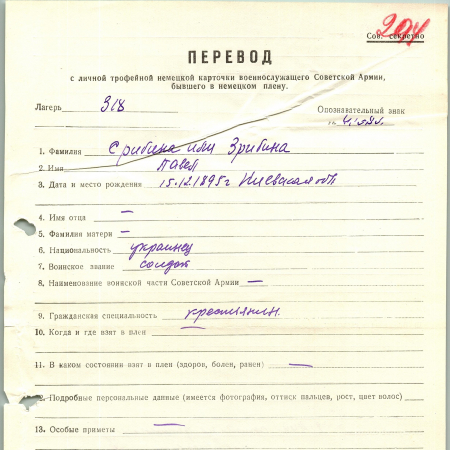 204
Сов. секретно
ПЕРЕВОД
с личной трофейной немецкой карточки военнослужащего Советской Армии,
бывшего в немецком плену.
Лагерь 318
Опознавательный знак
№
1. Фамилия Срибина или Зрибина
2. Имя Павел
3. Дата и место рождения 15.12.1895г Киевская обл
4. Имя отца —
5. Фамилия матери —
6. Национальность украинец
7. Воинское звание солдат
8. Наименование воинской части Советской Армии —
9. Гражданская специальность крестьянин.
10. Когда и где взят в плен
11. В каком состоянии взят в плен (здоров, болен, ранен) —
12. Подробные персональные данные (имеется фотография, оттиск пальцев, рост, цвет волос)
13. Особые приметы —